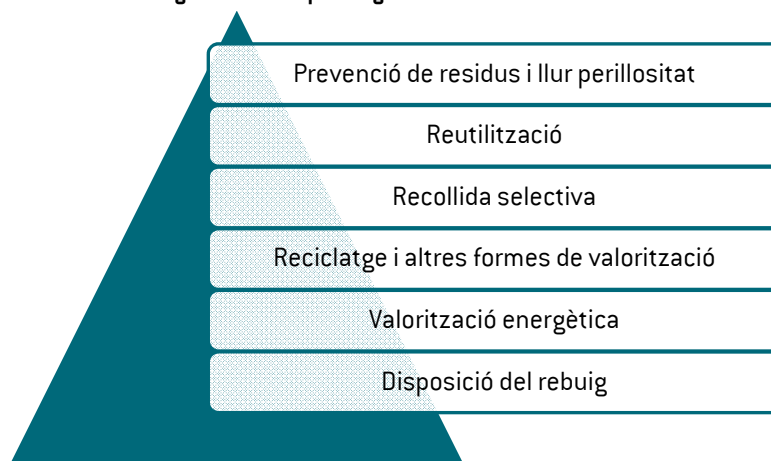 Prevenció de residus i llur perillositat
Reutilització
Recollida selectiva
Reciclatge i altres formes de valorització
Valorització energètica
Disposició del rebuig